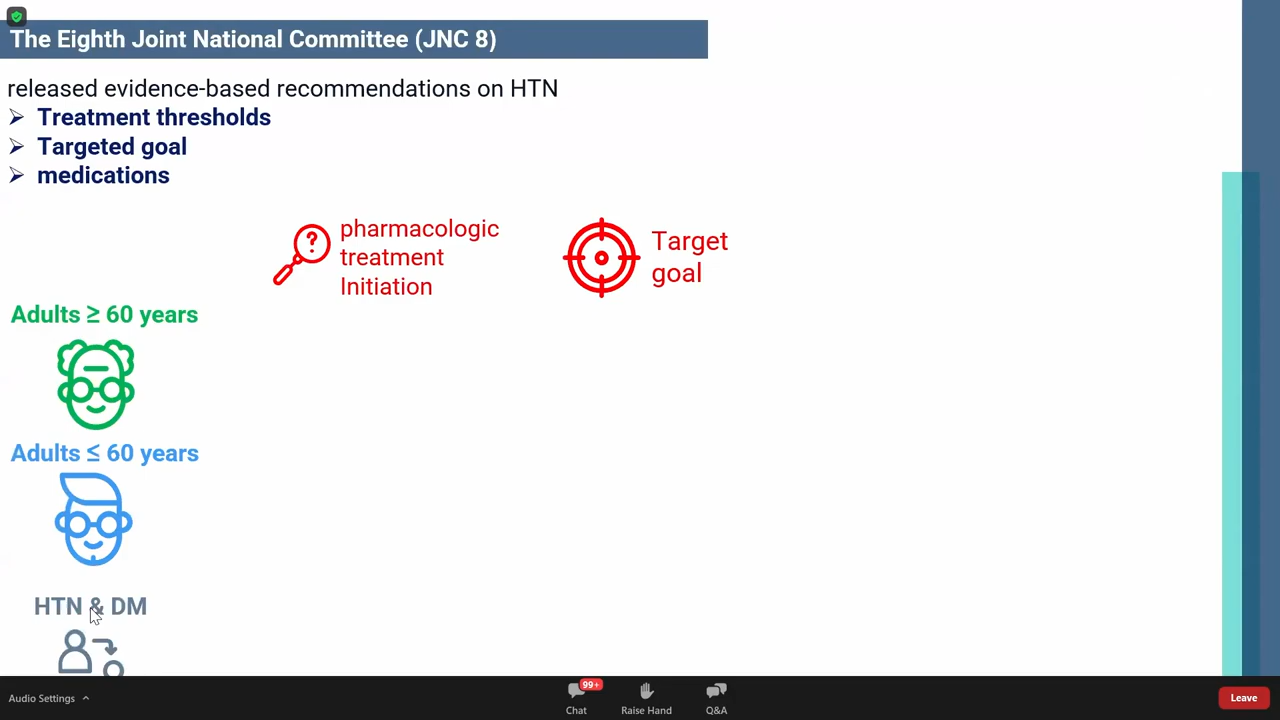 The Eighth Joint National Committee (JNC 8)
released evidence-based recommendations on HTN
➢ Treatment thresholds
➢ Targeted goal
➢ medications
pharmacologic
treatment
Initiation
Target
goal
Adults ≥ 60 years
Adults ≤ 60 years
HTN & DM
Audio Settings
99+
Chat
Raise Hand
Q&A
Leave